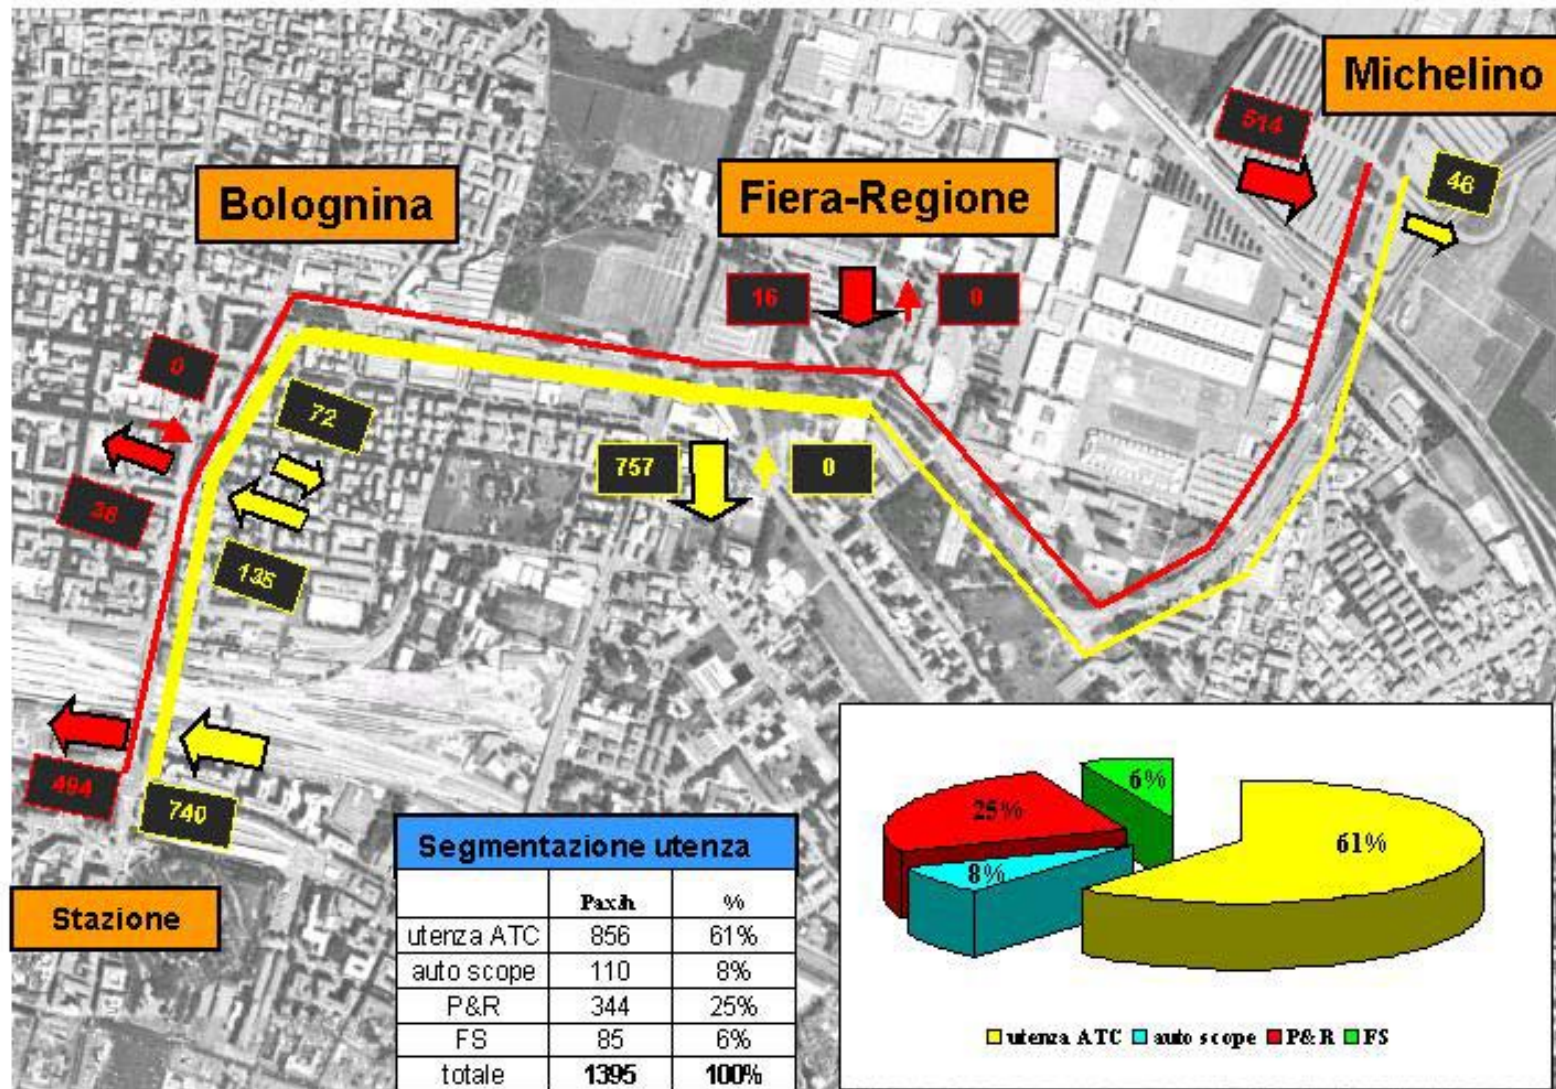 Michelino
514
46
Bolognina
Fiera-Regione
16
0
0
72
757
0
38
135
494
740
Stazione
Segmentazione utenza
Pax/h %
utenza ATC 856 61%
auto scope 110 8%
P&R 344 25%
FS 85 6%
totale 1395 100%
6%
25%
61%
8%
utenza ATC auto scope P&R FS